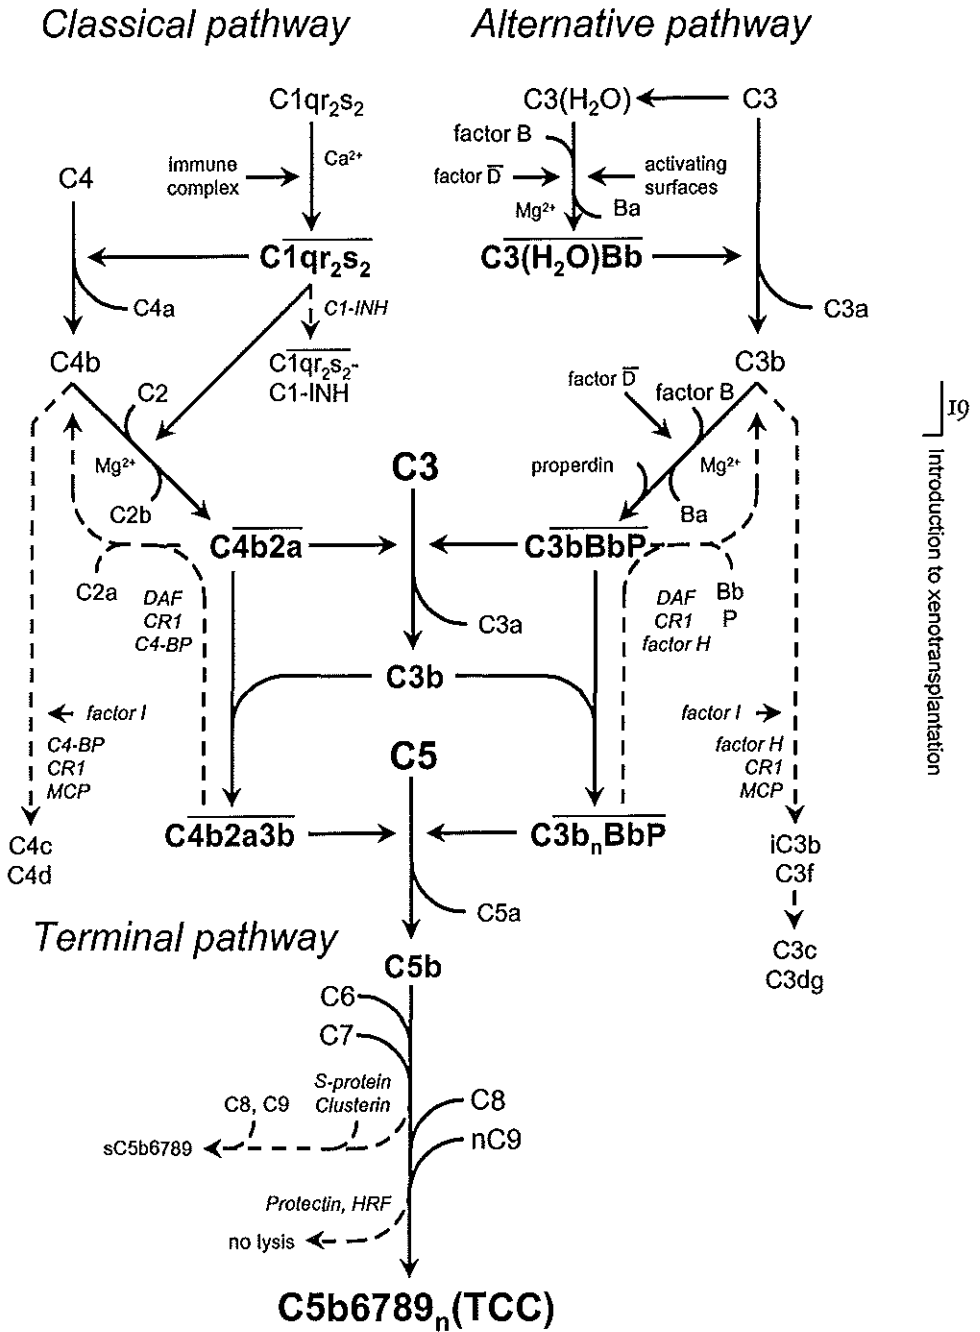 Classical pathway
Alternative pathway
C1qr₂s₂
C3(H₂O)
C3
factor B
immune
complex
Ca²⁺
C4
factor D̅
activating
surfaces
Mg²⁺
Ba
C1qr₂s₂
C3(H₂O)Bb
C4a
C1-INH
C3a
C4b
C1qr₂s₂-
C1-INH
C3b
C2
factor D̅
factor B
Mg²⁺
C3
properdin
Mg²⁺
C2b
Ba
C4b2a
C3bBbP
C2a
DAF
CR1
C4-BP
C3a
DAF
CR1
factor H
Bb
P
C3b
factor I
C4-BP
CR1
MCP
factor I
factor H
CR1
MCP
C5
C4b2a3b
C3bₙBbP
C4c
C4d
iC3b
C3f
C5a
Terminal pathway
C3c
C3dg
C5b
C6
C7
S-protein
Clusterin
C8, C9
C8
sC5b6789
nC9
Protectin, HRF
no lysis
C5b6789ₙ(TCC)
19
Introduction to xenotransplantation